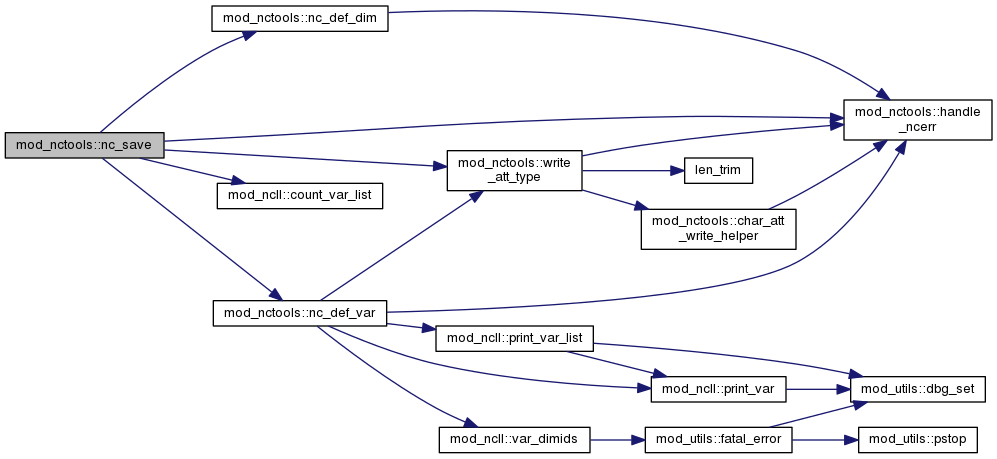 mod_nctools::nc_def_dim
mod_nctools::handle
_ncerr
mod_nctools::nc_save
mod_nctools::write
_att_type
len_trim
mod_ncll::count_var_list
mod_nctools::char_att
_write_helper
mod_nctools::nc_def_var
mod_ncll::print_var_list
mod_ncll::print_var
mod_utils::dbg_set
mod_ncll::var_dimids
mod_utils::fatal_error
mod_utils::pstop